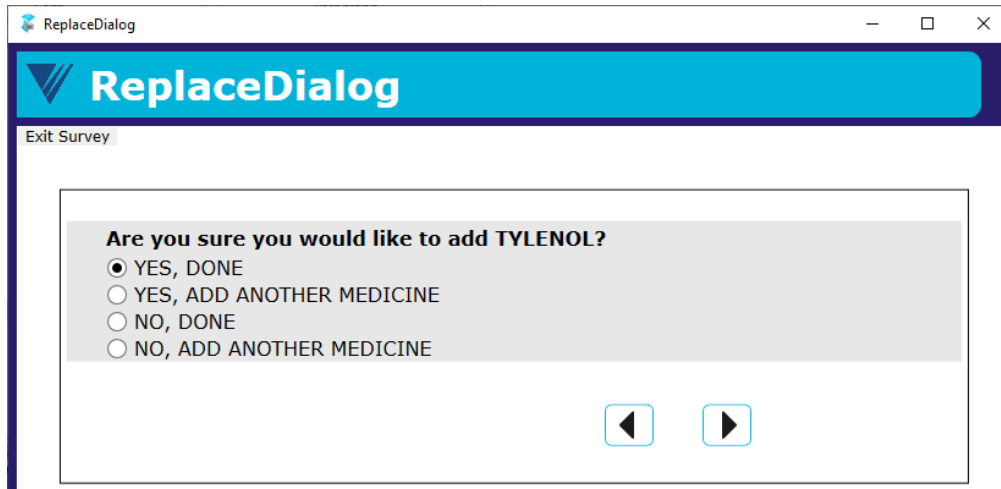 ReplaceDialog
ReplaceDialog
Exit Survey
Are you sure you would like to add TYLENOL?
YES, DONE
YES, ADD ANOTHER MEDICINE
NO, DONE
NO, ADD ANOTHER MEDICINE